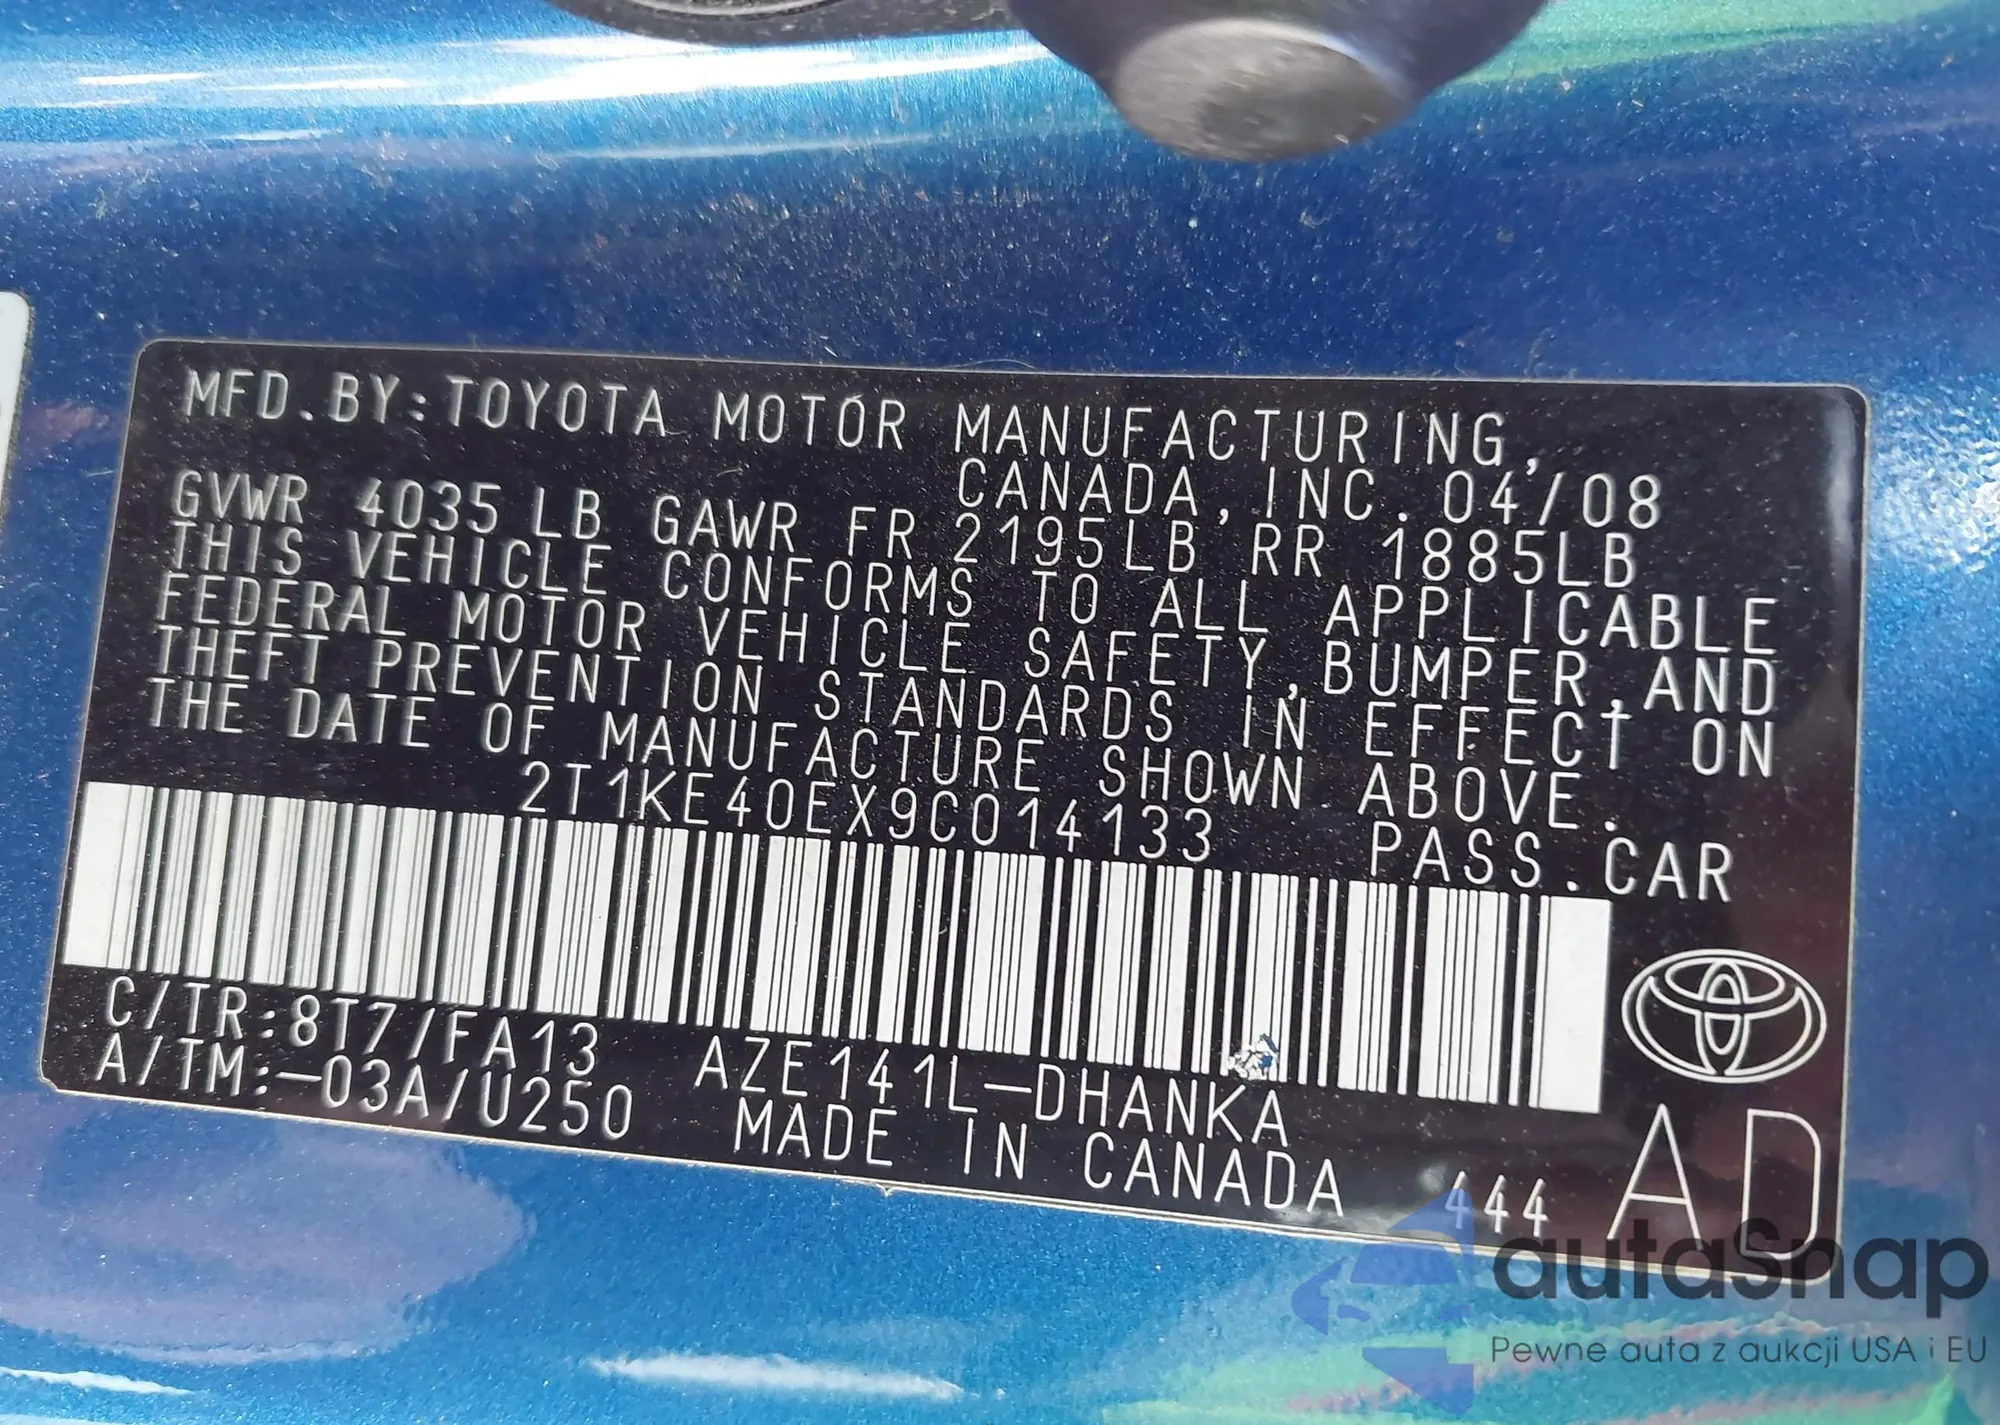 MFD.BY:TOYOTA MOTOR MANUFACTURING,
CANADA, INC. 04/08
GVWR 4035LB GAWR FR 2195LB RR 1885LB
THIS VEHICLE CONFORMS TO ALL APPLICABLE
FEDERAL MOTOR VEHICLE SAFETY,BUMPER,AND
THEFT PREVENTION STANDARDS IN EFFECT ON
THE DATE OF MANUFACTURE SHOWN ABOVE.
2T1KE40EX9C014133 PASS.CAR
C/TR:8T7/FA13 AZE141L-DHANKA
A/TM:-03A/U250 MADE IN CANADA 444
AD
autaSnap
Pewne auta z aukcji USA i EU